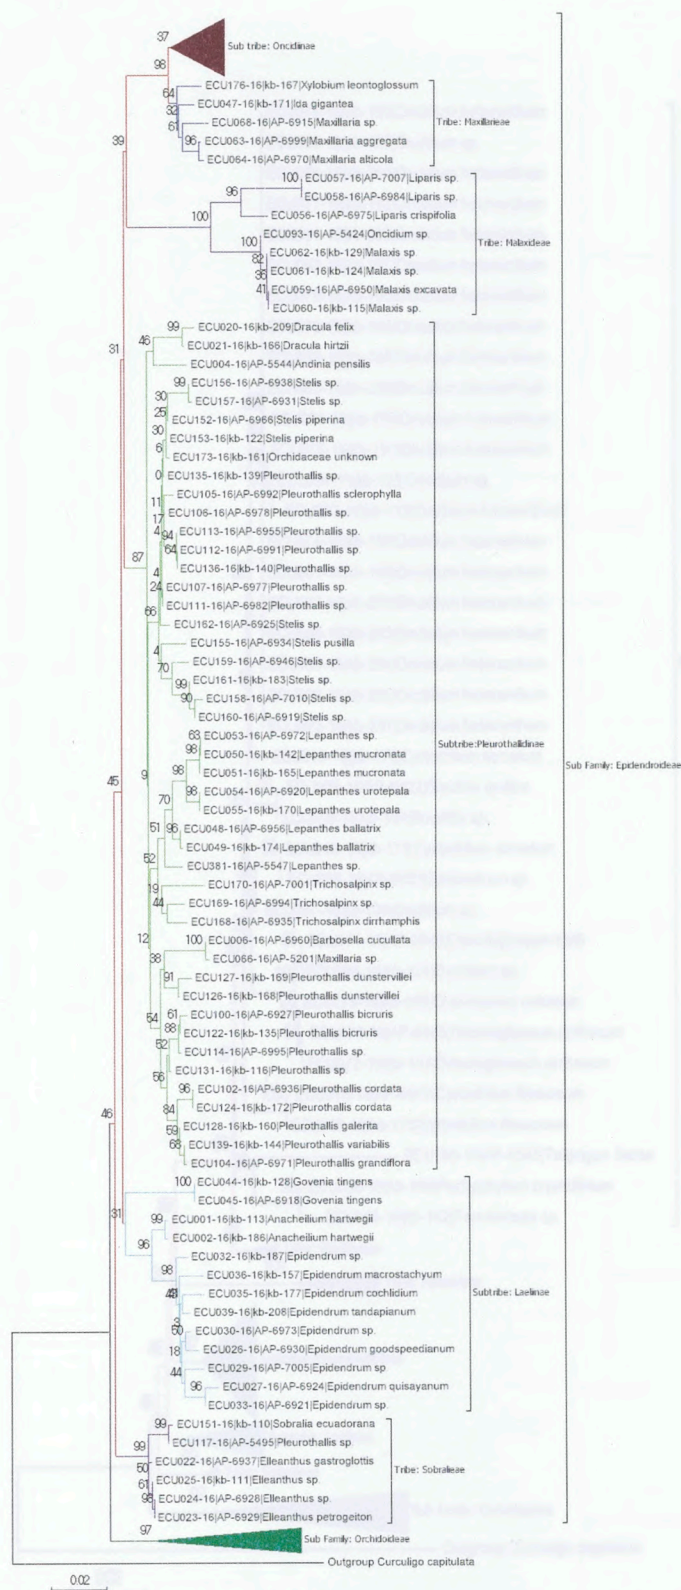 37
Sub tribe: Oncidiinae
98
ECU176-16|kb-167|Xylobium leontoglossum
64
ECU047-16|kb-171|Ida gigantea
32
ECU068-16|AP-6915|Maxillaria sp.
61
Tribe: Maxillarieae
39
ECU063-16|AP-6999|Maxillaria aggregata
96
ECU064-16|AP-6970|Maxillaria alticola
100
ECU057-16|AP-7007|Liparis sp.
96
ECU058-16|AP-6984|Liparis sp.
100
ECU056-16|AP-6975|Liparis crispifolia
ECU093-16|AP-5424|Oncidium sp.
100
Tribe: Malaxideae
ECU062-16|kb-129|Malaxis sp.
82
ECU061-16|kb-124|Malaxis sp.
36
ECU059-16|AP-6950|Malaxis excavata
41
ECU060-16|kb-115|Malaxis sp.
99
ECU020-16|kb-209|Dracula felix
46
31
ECU021-16|kb-166|Dracula hirtzii
ECU004-16|AP-5544|Andinia pensilis
99
ECU156-16|AP-6938|Stelis sp.
30
ECU157-16|AP-6931|Stelis sp.
25
ECU152-16|AP-6966|Stelis piperina
30
ECU153-16|kb-122|Stelis piperina
6
ECU173-16|kb-161|Orchidaceae unknown
0
ECU135-16|kb-139|Pleurothallis sp.
ECU105-16|AP-6992|Pleurothallis sclerophylla
11
ECU106-16|AP-6978|Pleurothallis sp.
17
4
ECU113-16|AP-6955|Pleurothallis sp.
94
64
ECU112-16|AP-6991|Pleurothallis sp.
87
ECU136-16|kb-140|Pleurothallis sp.
4
24
ECU107-16|AP-6977|Pleurothallis sp.
ECU111-16|AP-6982|Pleurothallis sp.
66
ECU162-16|AP-6925|Stelis sp.
ECU155-16|AP-6934|Stelis pusilla
4
70
ECU159-16|AP-6946|Stelis sp.
99
ECU161-16|kb-183|Stelis sp.
90
ECU158-16|AP-7010|Stelis sp.
ECU160-16|AP-6919|Stelis sp.
63
ECU053-16|AP-6972|Lepanthes sp.
98
ECU050-16|kb-142|Lepanthes mucronata
Subtribe:Pleurothallidinae
Sub Family: Epidendroideae
98
ECU051-16|kb-165|Lepanthes mucronata
45
9
98
ECU054-16|AP-6920|Lepanthes urotepala
70
ECU055-16|kb-170|Lepanthes urotepala
51
96
ECU048-16|AP-6956|Lepanthes ballatrix
ECU049-16|kb-174|Lepanthes ballatrix
52
ECU381-16|AP-5547|Lepanthes sp.
19
ECU170-16|AP-7001|Trichosalpinx sp.
44
ECU169-16|AP-6994|Trichosalpinx sp.
ECU168-16|AP-6935|Trichosalpinx dirrhamphis
12
100
ECU006-16|AP-6960|Barbosella cucullata
38
ECU066-16|AP-5201|Maxillaria sp.
91
ECU127-16|kb-169|Pleurothallis dunstervillei
ECU126-16|kb-168|Pleurothallis dunstervillei
54
61
ECU100-16|AP-6927|Pleurothallis bicruris
88
ECU122-16|kb-135|Pleurothallis bicruris
52
ECU114-16|AP-6995|Pleurothallis sp.
ECU131-16|kb-116|Pleurothallis sp.
56
96
ECU102-16|AP-6936|Pleurothallis cordata
84
ECU124-16|kb-172|Pleurothallis cordata
46
59
ECU128-16|kb-160|Pleurothallis galerita
68
ECU139-16|kb-144|Pleurothallis variabilis
ECU104-16|AP-6971|Pleurothallis grandiflora
100
ECU044-16|kb-128|Govenia tingens
ECU045-16|AP-6918|Govenia tingens
31
99
ECU001-16|kb-113|Anacheilium hartwegii
96
ECU002-16|kb-186|Anacheilium hartwegii
ECU032-16|kb-187|Epidendrum sp.
98
ECU036-16|kb-157|Epidendrum macrostachyum
Subtribe: Laeliinae
ECU035-16|kb-177|Epidendrum cochlidium
ECU039-16|kb-208|Epidendrum tandapianum
3
50
ECU030-16|AP-6973|Epidendrum sp.
18
ECU026-16|AP-6930|Epidendrum goodspeedianum
44
ECU029-16|AP-7005|Epidendrum sp.
96
ECU027-16|AP-6924|Epidendrum quisayanum
ECU033-16|AP-6921|Epidendrum sp.
99
ECU151-16|kb-110|Sobralia ecuadorana
99
ECU117-16|AP-5495|Pleurothallis sp.
50
ECU022-16|AP-6937|Elleanthus gastroglottis
Tribe: Sobralieae
61
ECU025-16|kb-111|Elleanthus sp.
98
ECU024-16|AP-6928|Elleanthus sp.
ECU023-16|AP-6929|Elleanthus petrogeiton
97
Sub Family: Orchidoideae
Outgroup Curculigo capitulata
0.02